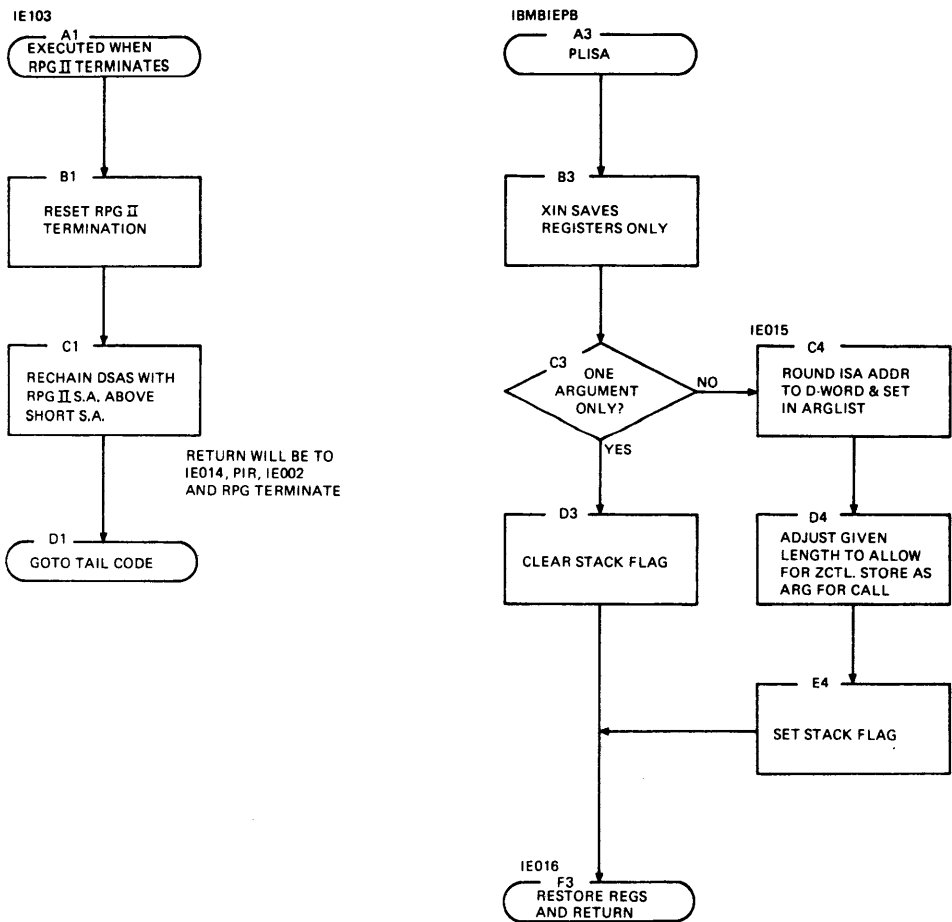 IE103
A1
EXECUTED WHEN
RPG II TERMINATES
B1
RESET RPG II
TERMINATION
C1
RECHAIN DSAS WITH
RPG II S.A. ABOVE
SHORT S.A.
RETURN WILL BE TO
IE014, PIR, IE002
AND RPG TERMINATE
D1
GOTO TAIL CODE
IBMBIEPB
A3
PLISA
B3
XIN SAVES
REGISTERS ONLY
C3
ONE
ARGUMENT
ONLY?
NO
YES
IE015
C4
ROUND ISA ADDR
TO D-WORD & SET
IN ARGLIST
D3
CLEAR STACK FLAG
D4
ADJUST GIVEN
LENGTH TO ALLOW
FOR ZCTL. STORE AS
ARG FOR CALL
E4
SET STACK FLAG
IE016
F3
RESTORE REGS
AND RETURN